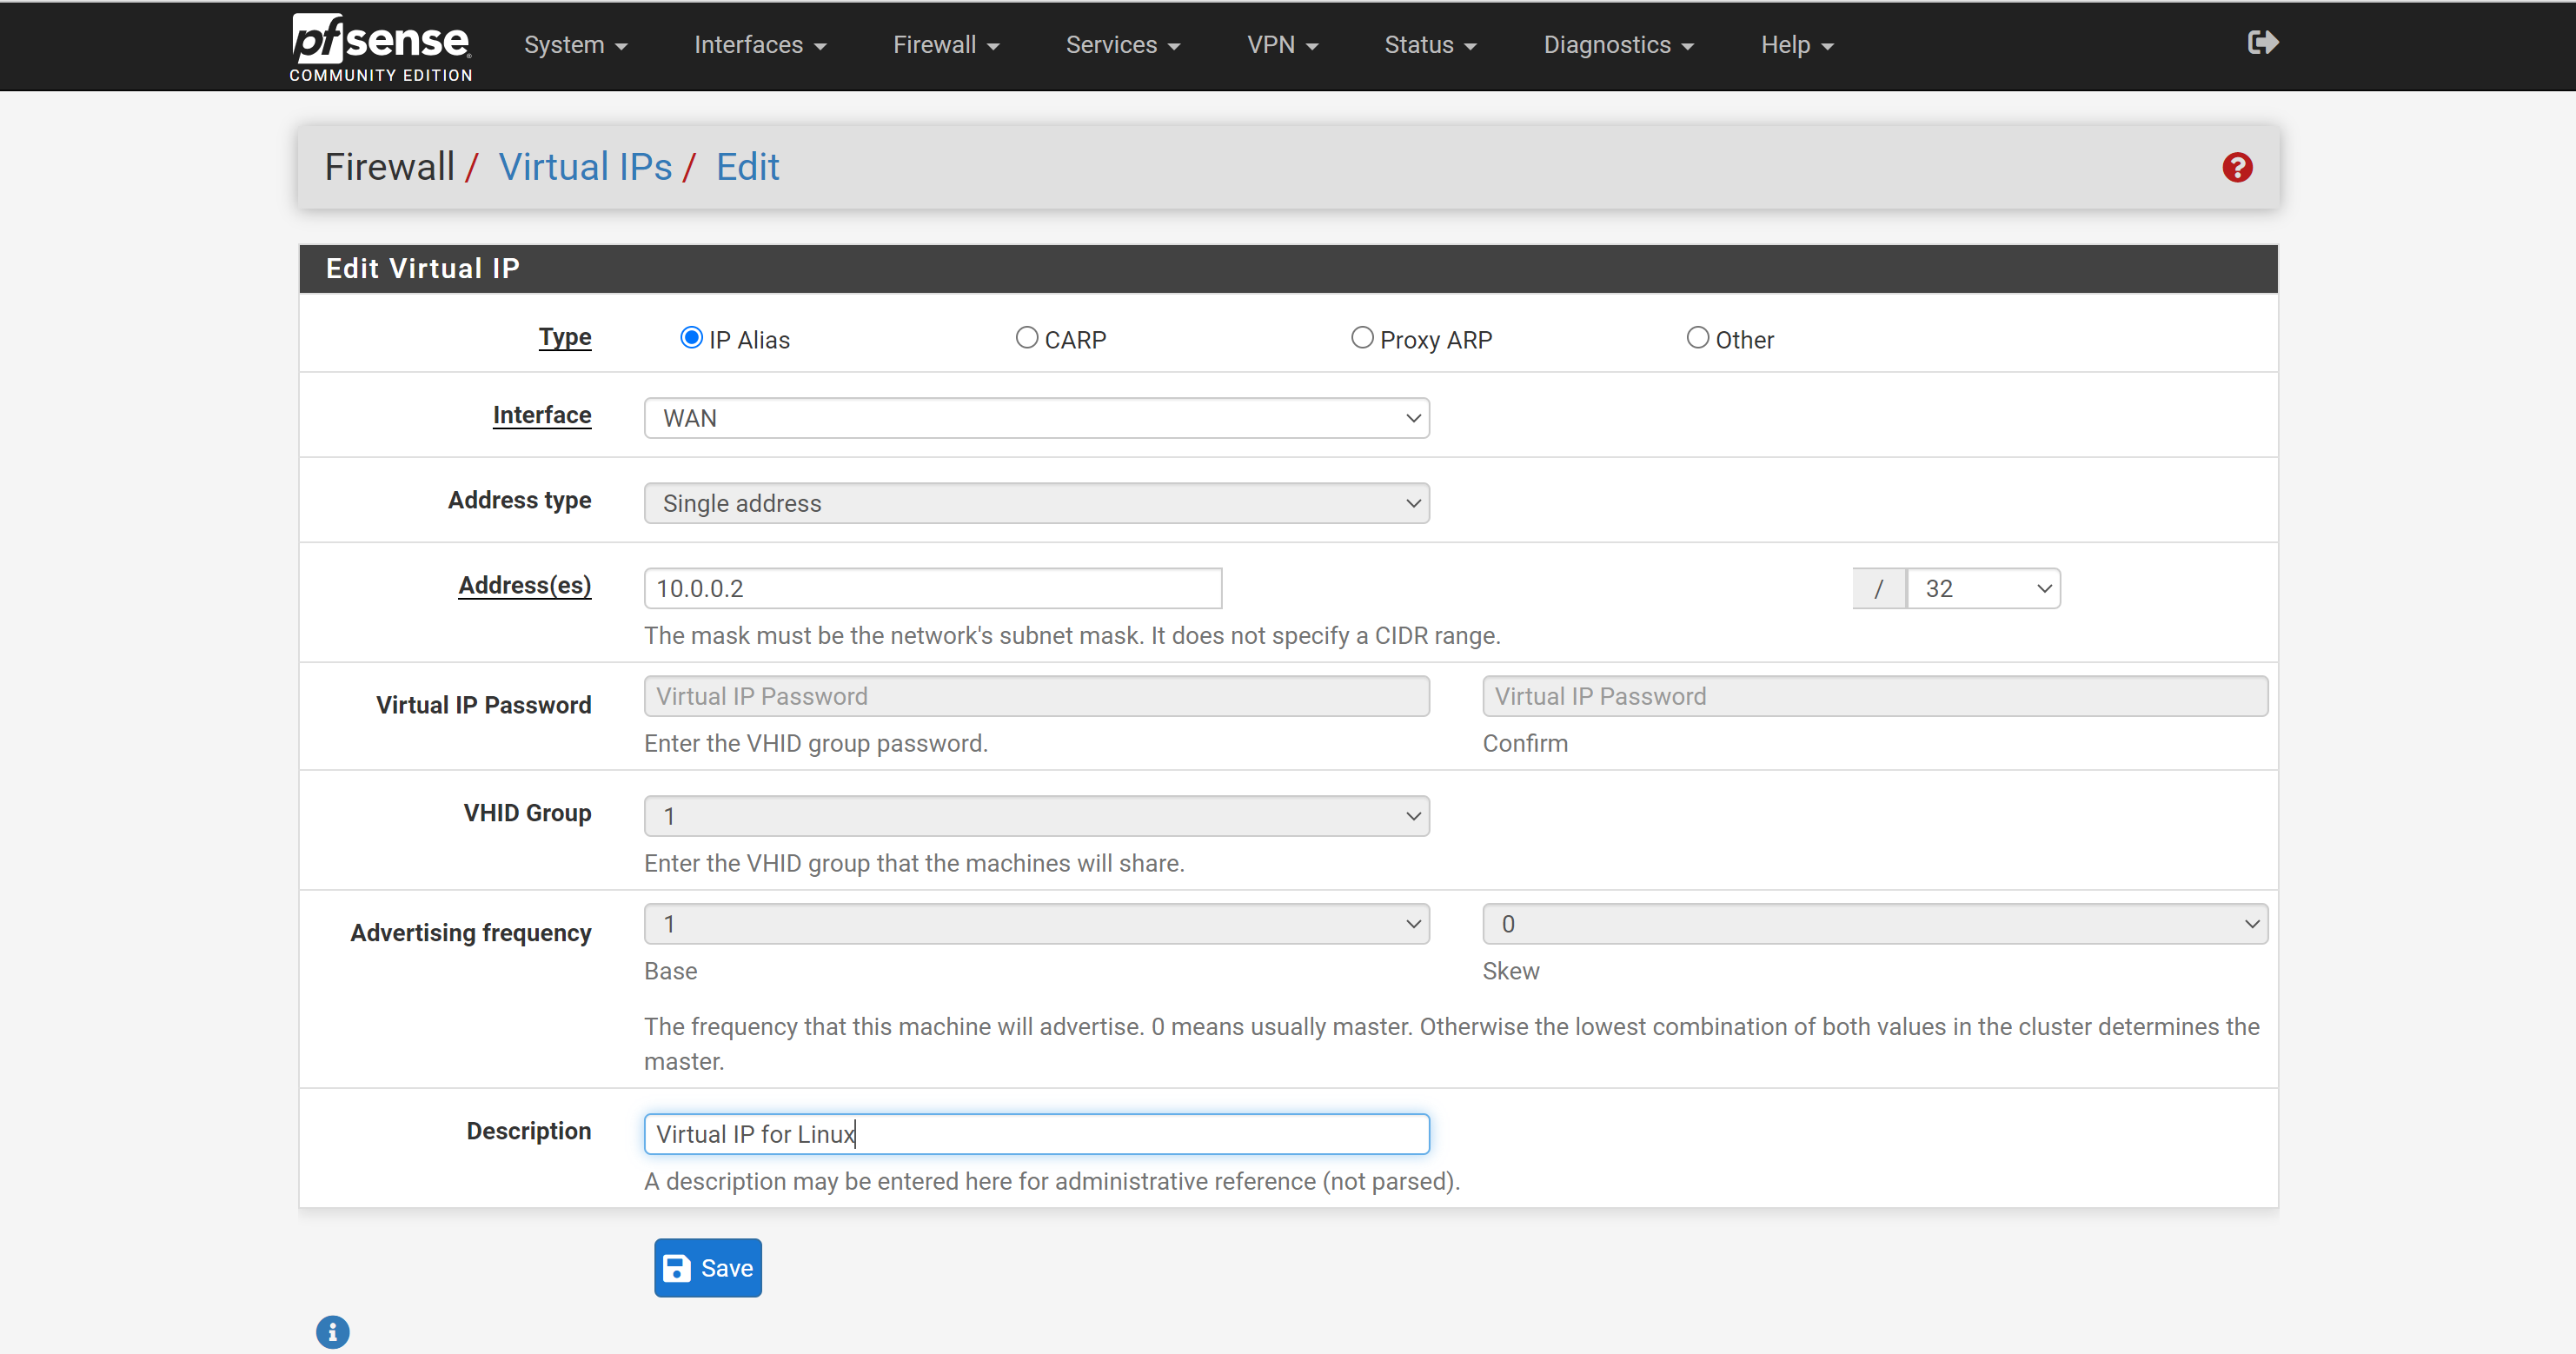 pfsense
COMMUNITY EDITION
System Interfaces Firewall Services VPN Status Diagnostics Help
Firewall / Virtual IPs / Edit
Edit Virtual IP
Type IP Alias CARP Proxy ARP Other
Interface WAN
Address type Single address
Address(es) 10.0.0.2 / 32
The mask must be the network's subnet mask. It does not specify a CIDR range.
Virtual IP Password Virtual IP Password Virtual IP Password
Enter the VHID group password. Confirm
VHID Group 1
Enter the VHID group that the machines will share.
Advertising frequency 1 0
Base Skew
The frequency that this machine will advertise. 0 means usually master. Otherwise the lowest combination of both values in the cluster determines the
master.
Description Virtual IP for Linux
A description may be entered here for administrative reference (not parsed).
Save